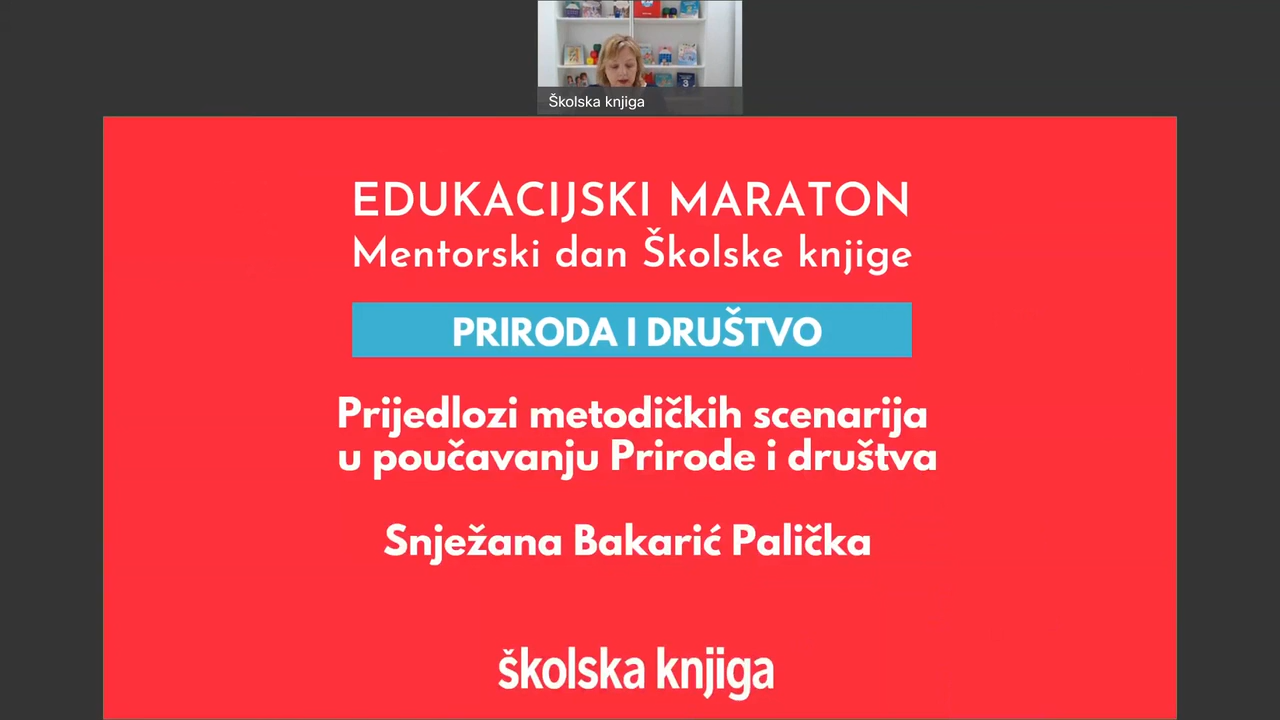 Školska knjiga
EDUKACIJSKI MARATON
Mentorski dan Školske knjige
PRIRODA I DRUŠTVO
Prijedlozi metodičkih scenarija
u poučavanju Prirode i društva
Snježana Bakarić Palička
školska knjiga